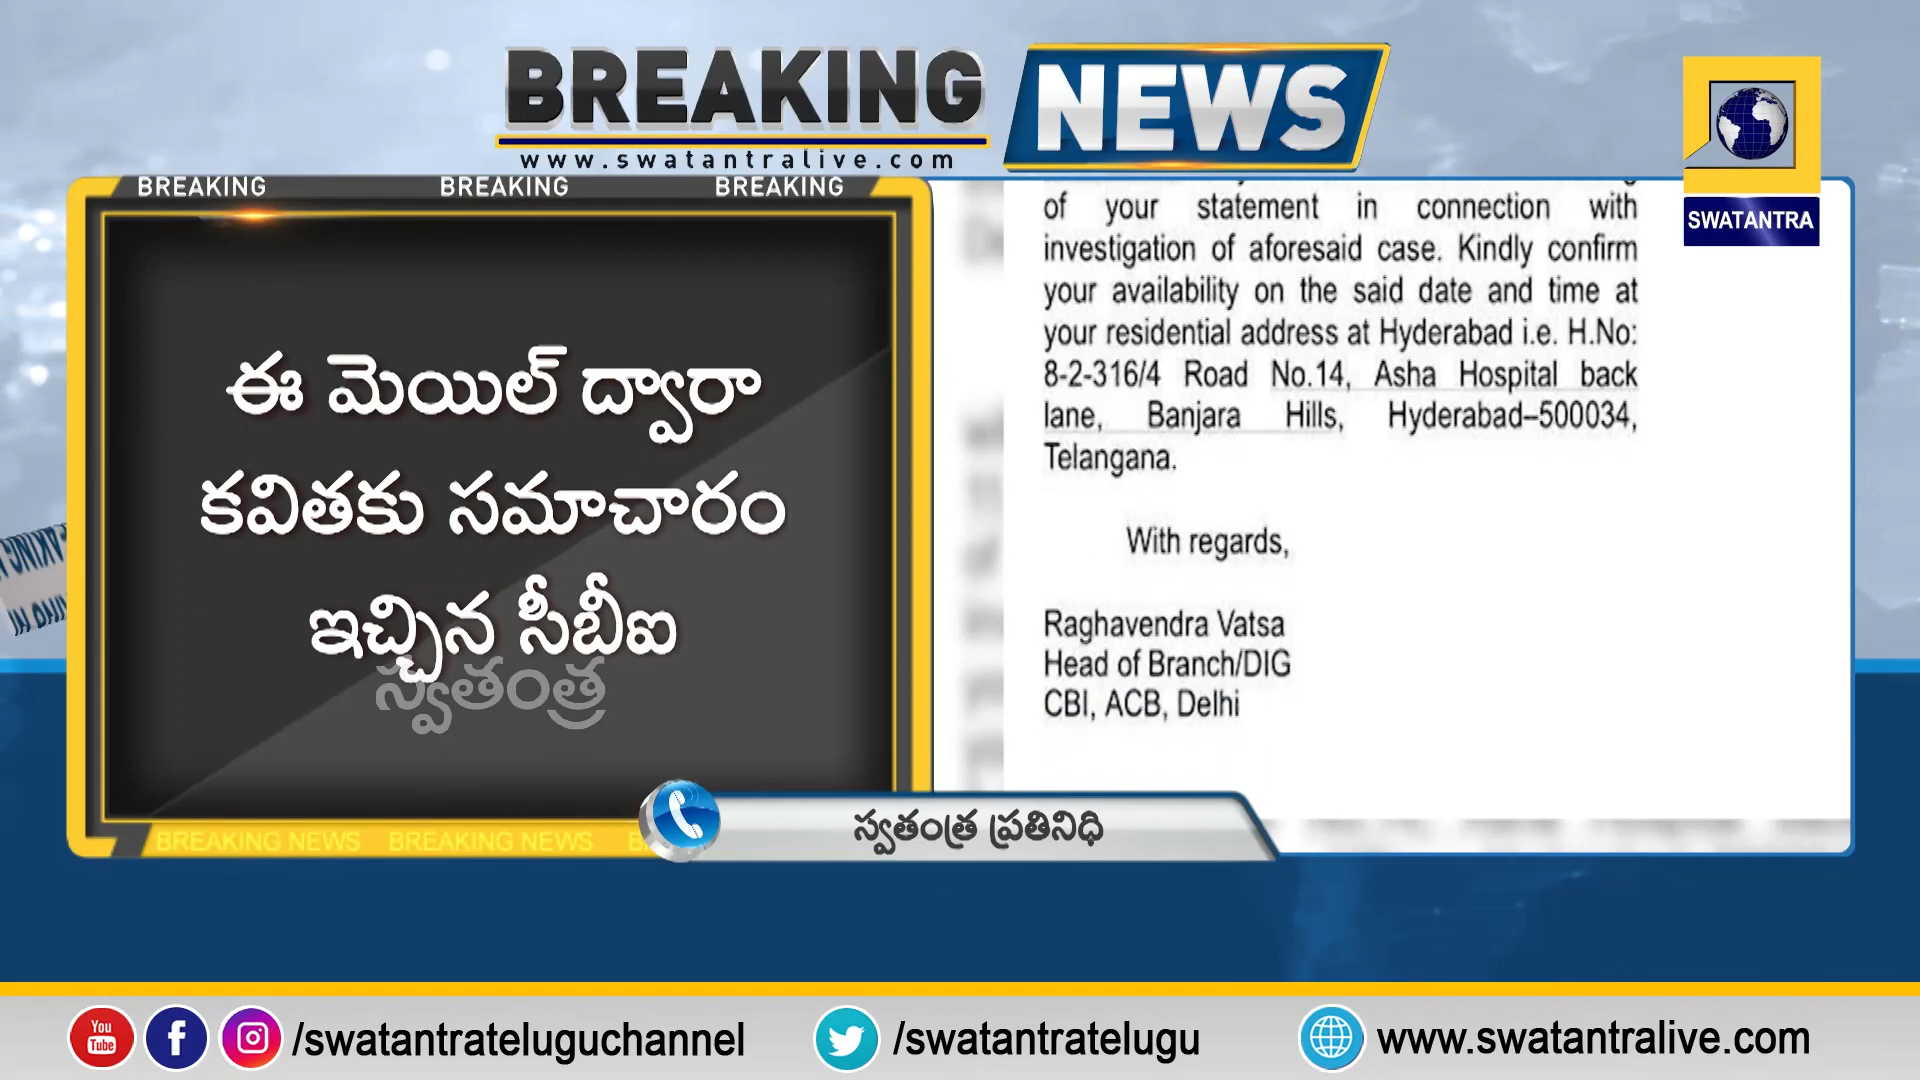 BREAKING NEWS
www.swatantralive.com
BREAKING BREAKING BREAKING
ఈ మెయిల్ ద్వారా
కవితకు సమాచారం
ఇచ్చిన సీబీఐ
స్వతంత్ర
BREAKING NEWS BREAKING NEWS
of your statement in connection with
investigation of aforesaid case. Kindly confirm
your availability on the said date and time at
your residential address at Hyderabad i.e. H.No:
8-2-316/4 Road No.14, Asha Hospital back
lane, Banjara Hills, Hyderabad–500034,
Telangana.
With regards,
Raghavendra Vatsa
Head of Branch/DIG
CBI, ACB, Delhi
SWATANTRA
స్వతంత్ర ప్రతినిధి
You Tube /swatantrateluguchannel /swatantratelugu www.swatantralive.com